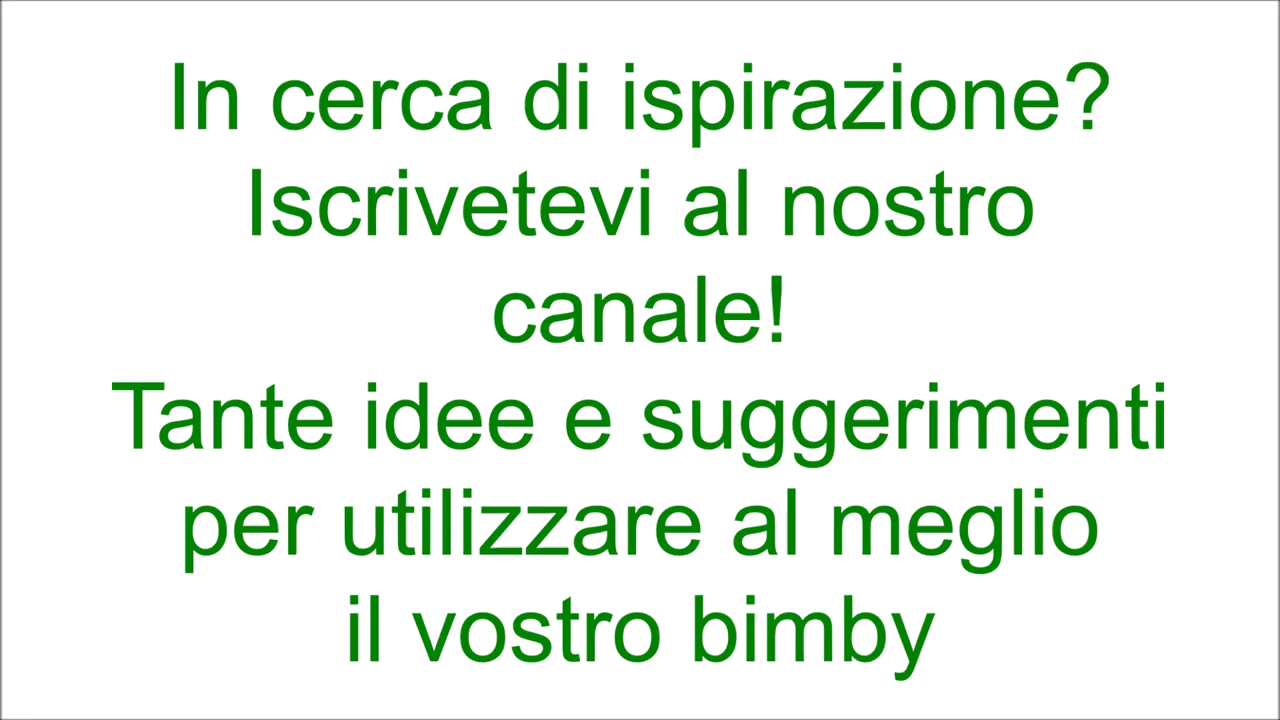 In cerca di ispirazione?
Iscrivetevi al nostro
canale!
Tante idee e suggerimenti
per utilizzare al meglio
il vostro bimby